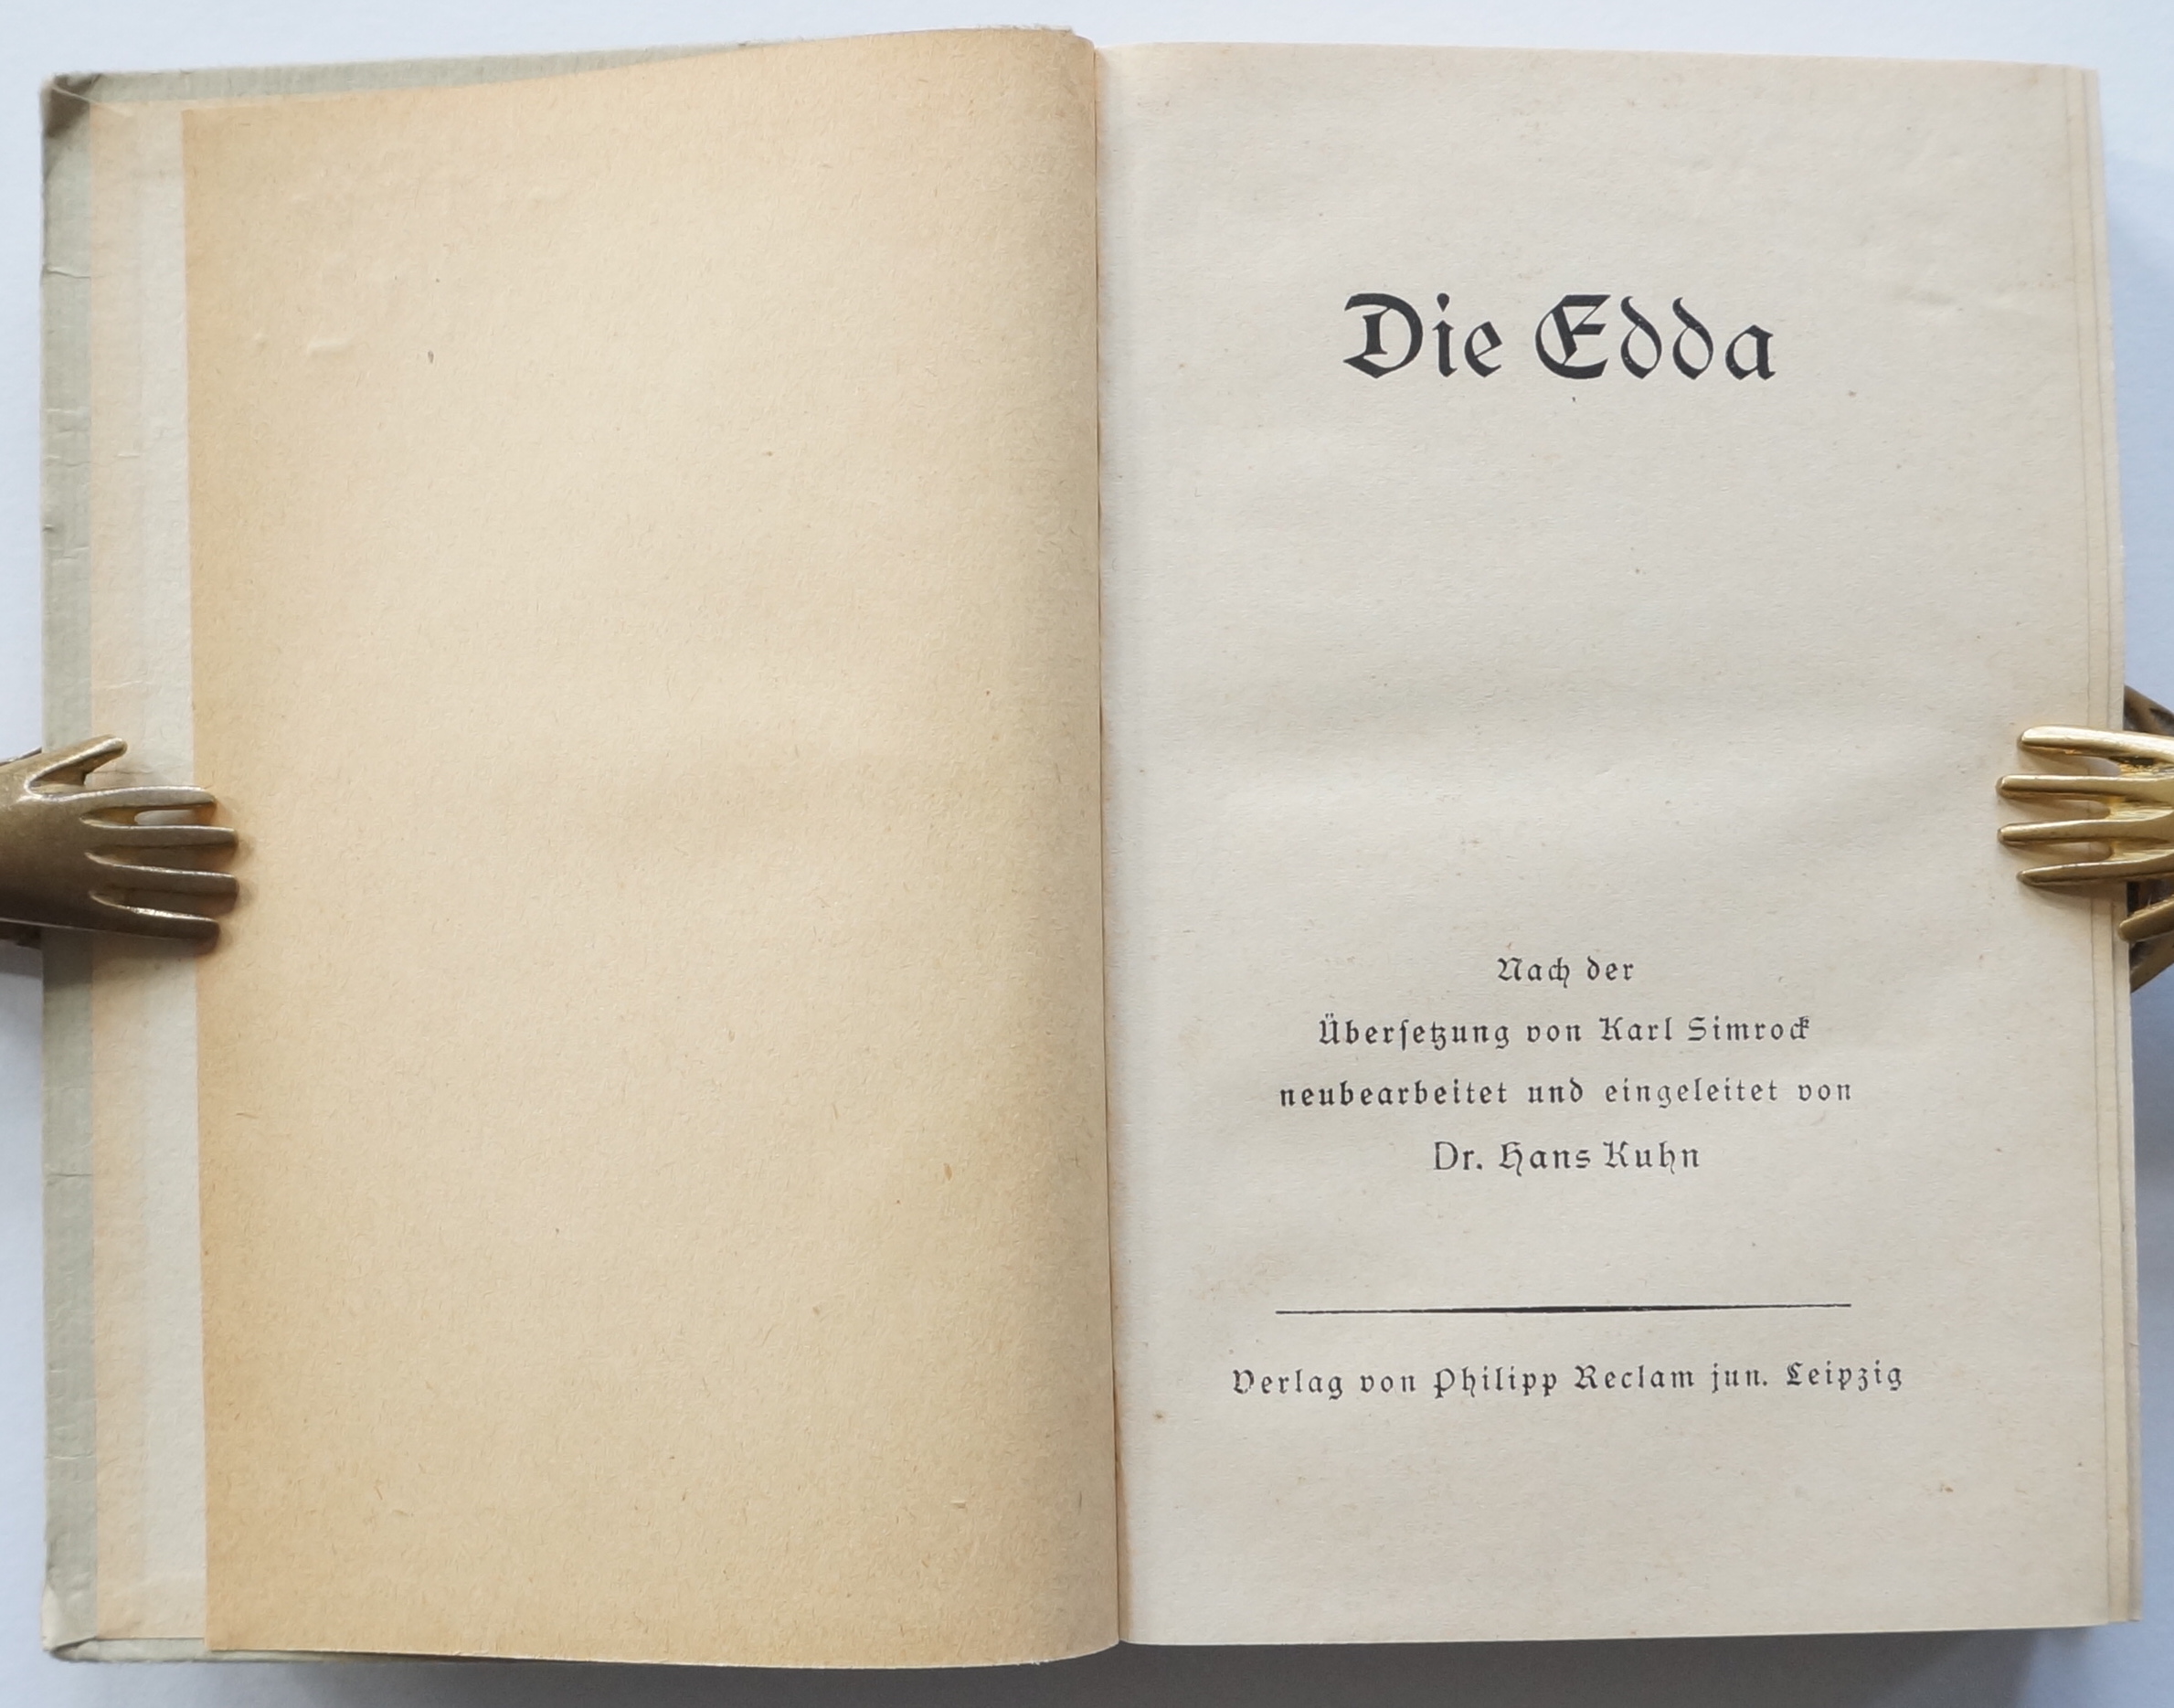 Die Edda
Nach der
Überſetzung von Karl Simrock
neubearbeitet und eingeleitet von
Dr. Hans Kuhn
Verlag von Philipp Reclam jun. Leipzig